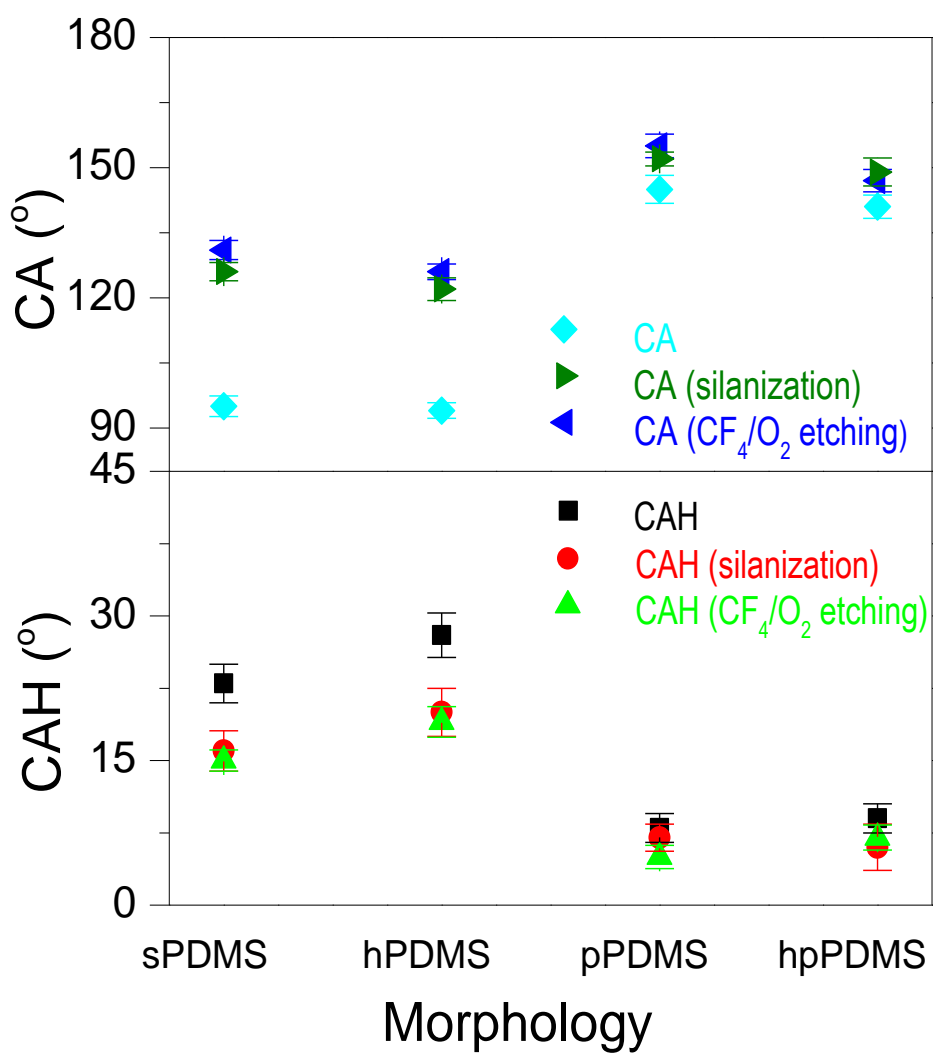 180
150
120
90
CA (°)
CA
CA (silanization)
CA (CF₄/O₂ etching)
45
30
15
0
CAH (°)
CAH
CAH (silanization)
CAH (CF₄/O₂ etching)
sPDMS hPDMS pPDMS hpPDMS
Morphology